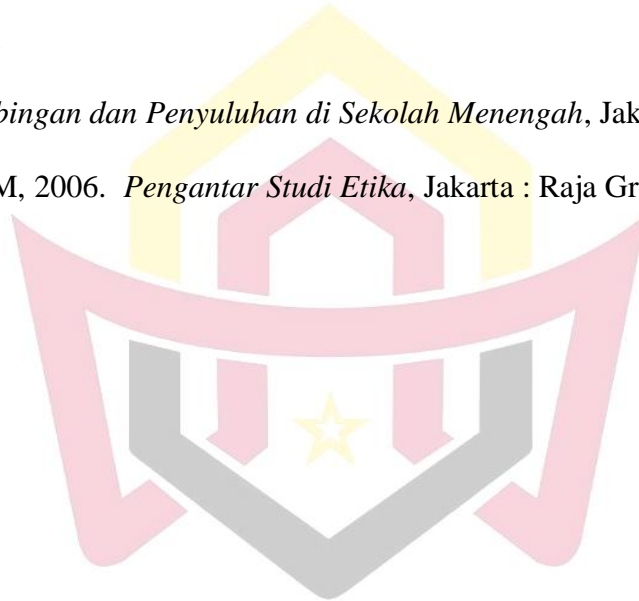 bingan dan Penyuluhan di Sekolah Menengah, Jak
M, 2006. Pengantar Studi Etika, Jakarta : Raja Gr